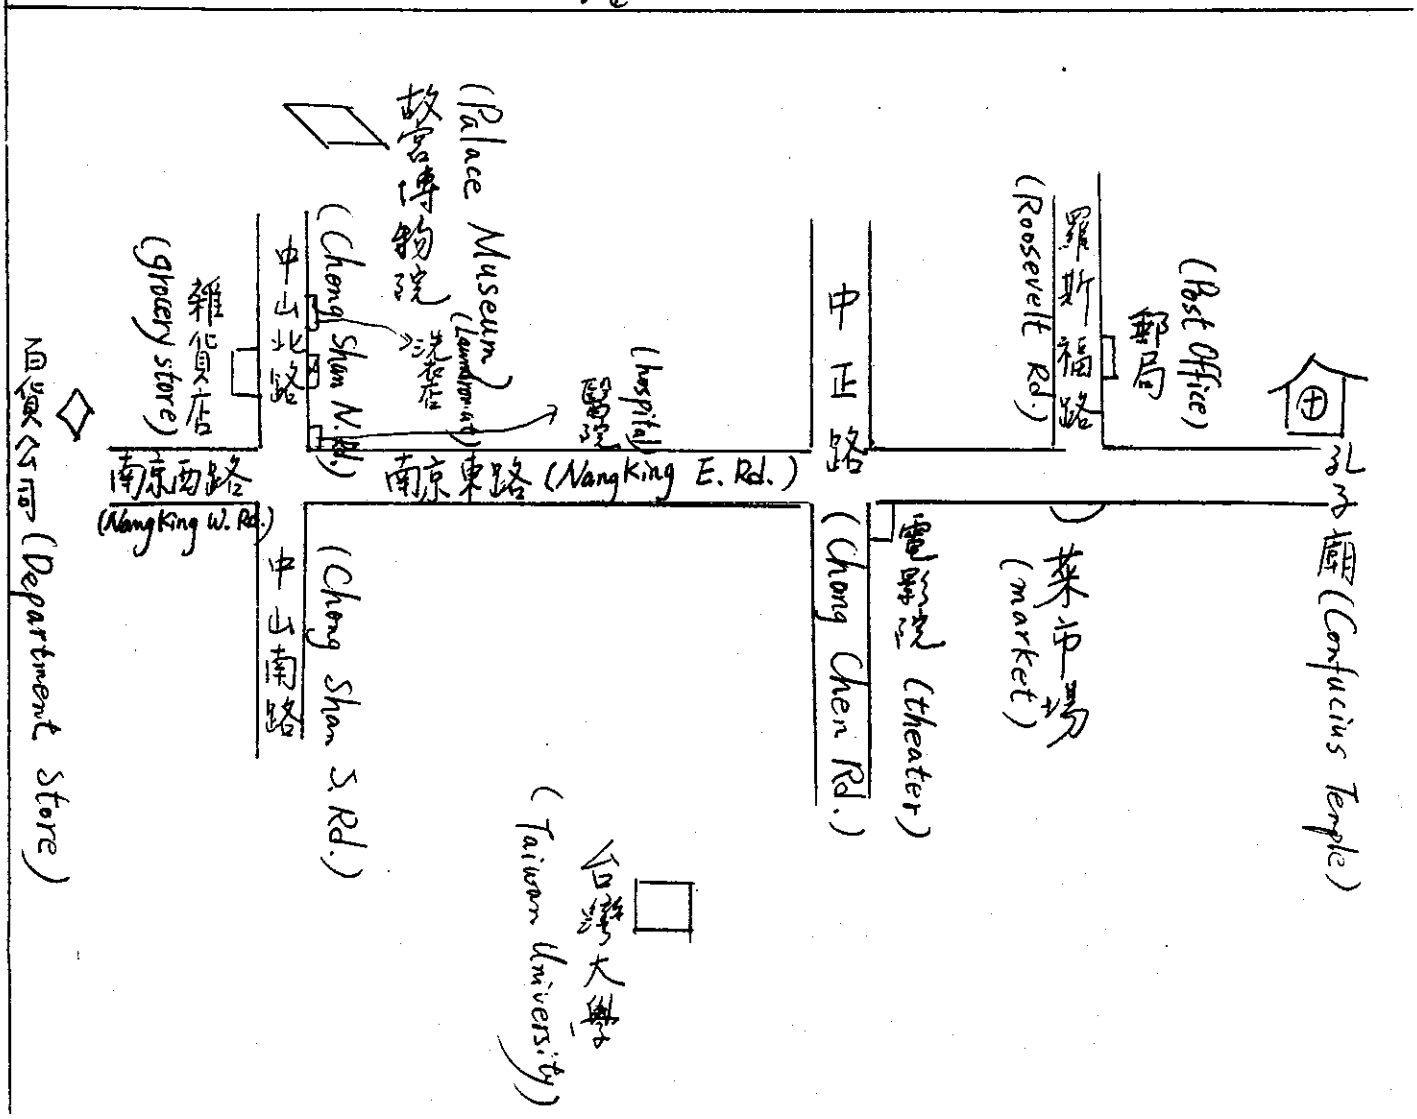 (Palace Museum)
故宮博物院
(Chong Shan N. Rd.)
中山北路
雜貨店
(grocery store)
洗衣店
(Laundromat)
(hospital)
醫院
中正路
(Chong Chen Rd.)
(Roosevelt Rd.)
羅斯福路
(Post Office)
郵局
孔子廟 (Confucius Temple)
百貨公司 (Department Store)
南京西路
(NangKing W. Rd.)
南京東路 (NangKing E. Rd.)
中山南路
(Chong Shan S. Rd.)
電影院 (theater)
菜市場
(market)
台灣大學
(Taiwan University)